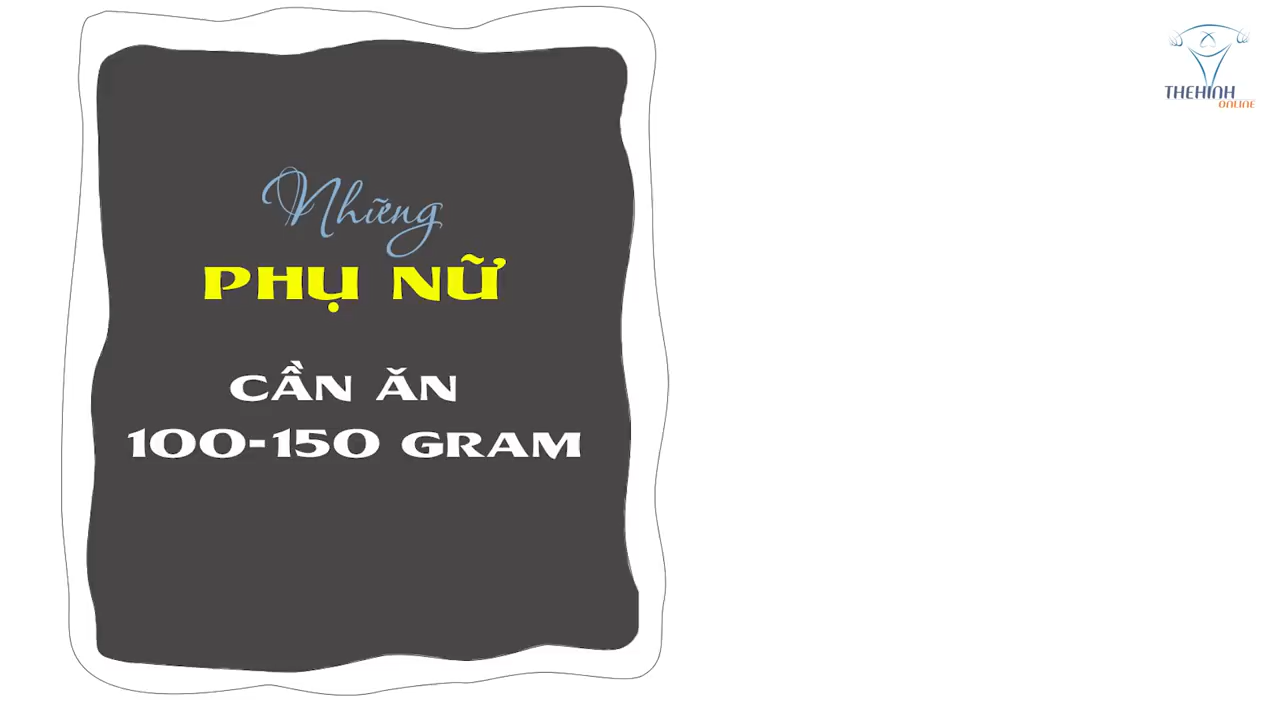 Những
PHỤ NỮ
CẦN ĂN
100-150 GRAM
THEHINH
ONLINE